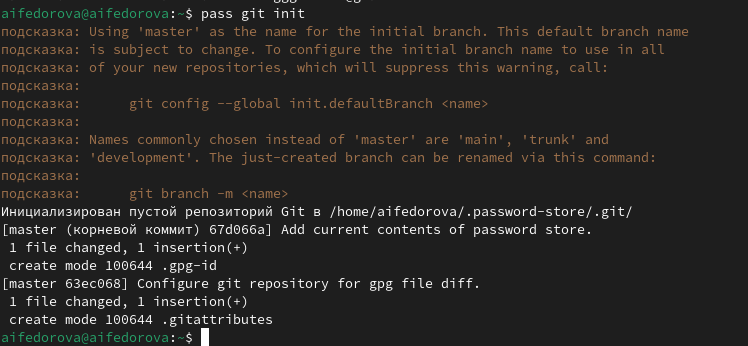 aifedorova@aifedorova:~$ pass git init
подсказка: Using 'master' as the name for the initial branch. This default branch name
подсказка: is subject to change. To configure the initial branch name to use in all
подсказка: of your new repositories, which will suppress this warning, call:
подсказка:
подсказка:      git config --global init.defaultBranch <name>
подсказка:
подсказка: Names commonly chosen instead of 'master' are 'main', 'trunk' and
подсказка: 'development'. The just-created branch can be renamed via this command:
подсказка:
подсказка:      git branch -m <name>
Инициализирован пустой репозиторий Git в /home/aifedorova/.password-store/.git/
[master (корневой коммит) 67d066a] Add current contents of password store.
 1 file changed, 1 insertion(+)
 create mode 100644 .gpg-id
[master 63ec068] Configure git repository for gpg file diff.
 1 file changed, 1 insertion(+)
 create mode 100644 .gitattributes
aifedorova@aifedorova:~$